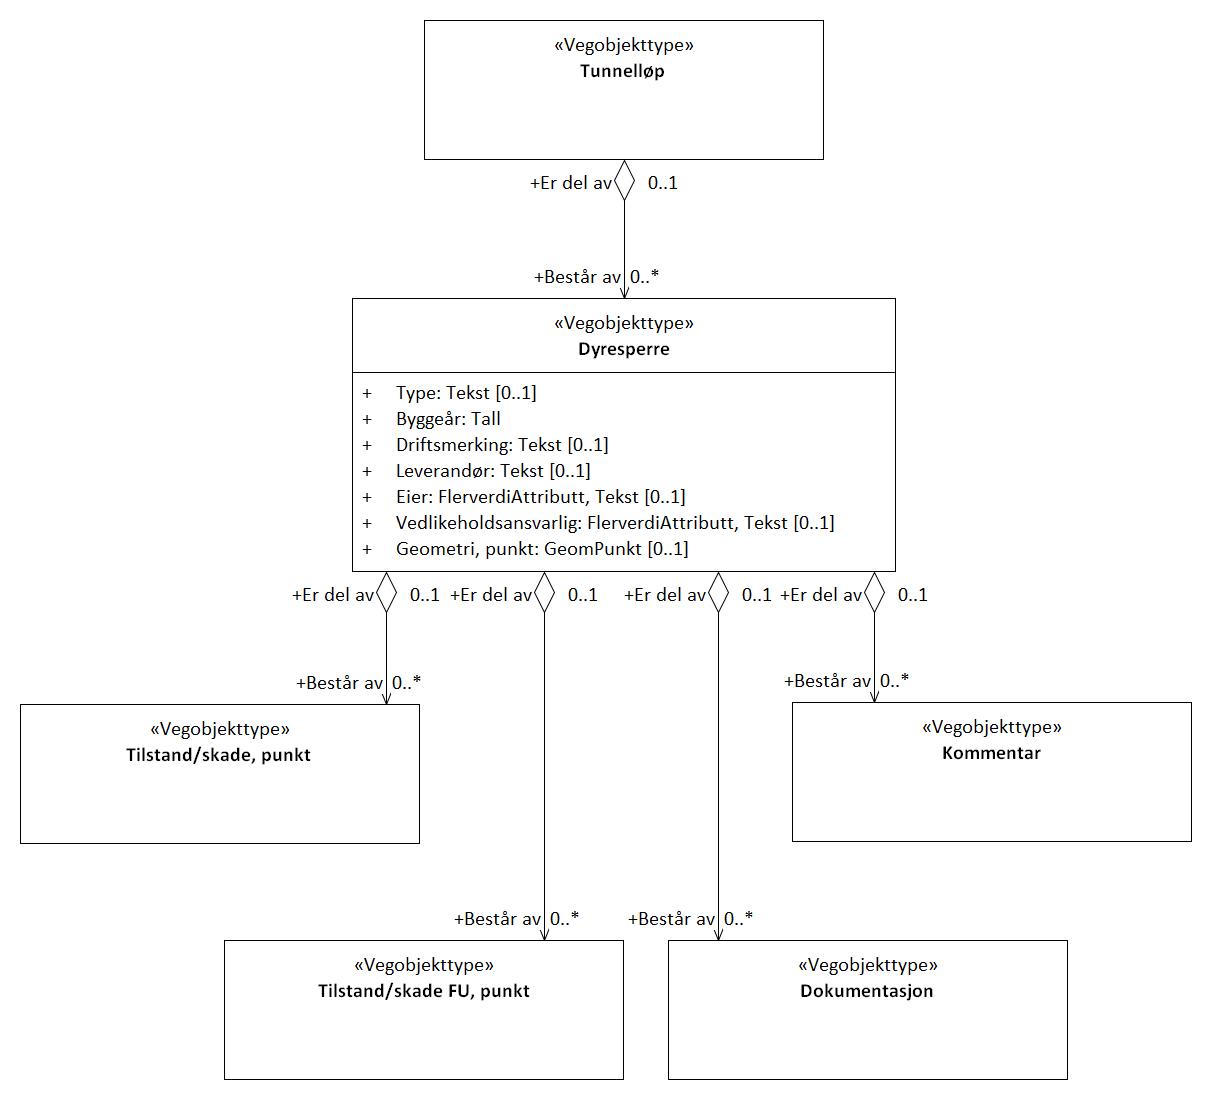 «Vegobjekttype»
Tunnelløp
+Er del av 0..1
+Består av 0..*
«Vegobjekttype»
Dyresperre
+ Type: Tekst [0..1]
+ Byggeår: Tall
+ Driftsmerking: Tekst [0..1]
+ Leverandør: Tekst [0..1]
+ Eier: FlerverdiAttributt, Tekst [0..1]
+ Vedlikeholdsansvarlig: FlerverdiAttributt, Tekst [0..1]
+ Geometri, punkt: GeomPunkt [0..1]
+Er del av 0..1 +Er del av 0..1 +Er del av 0..1 +Er del av 0..1
+Består av 0..* +Består av 0..*
«Vegobjekttype»
Tilstand/skade, punkt
«Vegobjekttype»
Kommentar
+Består av 0..* +Består av 0..*
«Vegobjekttype»
Tilstand/skade FU, punkt
«Vegobjekttype»
Dokumentasjon